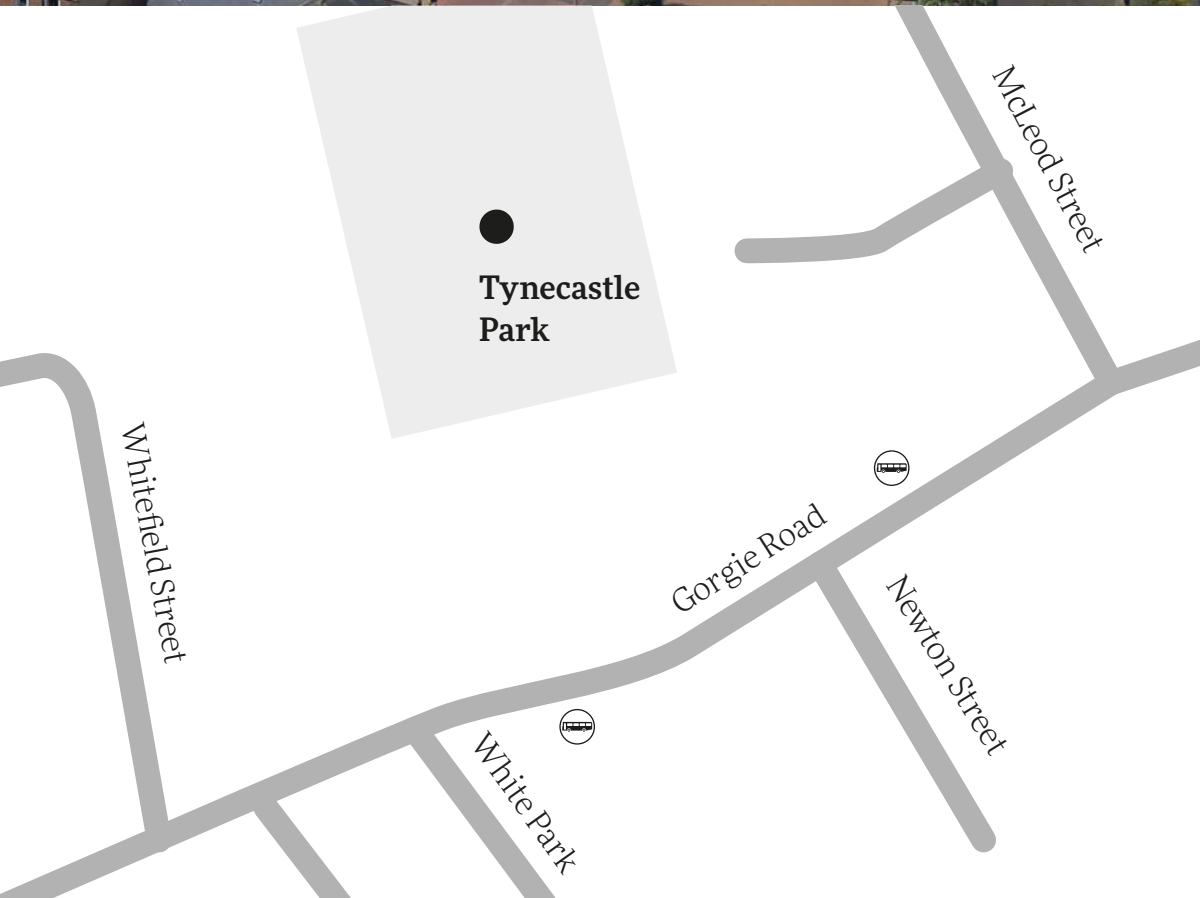 McLeod Street
Tynecastle
Park
Whitefield Street
Gorgie Road
Newton Street
White Park